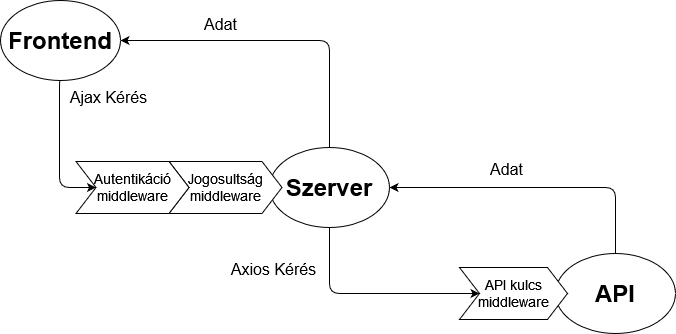 Adat
Frontend
Ajax Kérés
Autentikáció
middleware
Jogosultság
middleware
Szerver
Adat
Axios Kérés
API kulcs
middleware
API